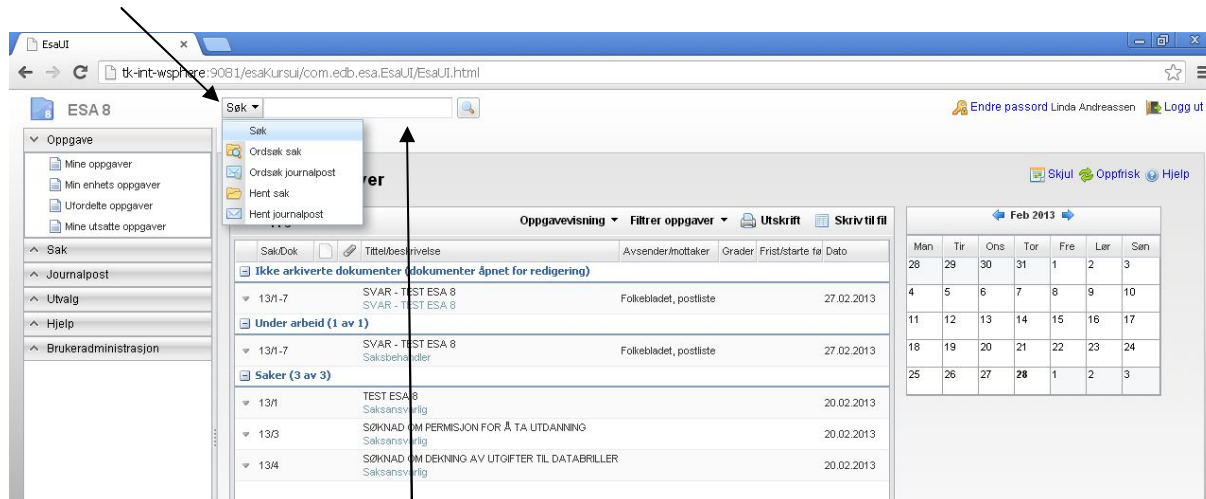 EsaUI
tk-int-wsphere:9081/esaKursui/com.edb.esa.EsaUI/EsaUI.html
ESA 8
Søk
Endre passord Linda Andreassen Logg ut
Oppgave
Mine oppgaver
Min enhets oppgaver
Ufordelte oppgaver
Mine utsatte oppgaver
Sak
Journalpost
Utvalg
Hjelp
Brukeradministrasjon
Søk
Ordsøk sak
Ordsøk journalpost
Hent sak
Hent journalpost
ver
Skjul Oppfrisk Hjelp
Oppgavevisning Filtrer oppgaver Utskrift Skriv til fil
Sak/Dok Tittel/beskrivelse Avsender/mottaker Grader Frist/starte fø Dato
Ikke arkiverte dokumenter (dokumenter åpnet for redigering)
13/1-7 SVAR - TEST ESA 8 Folkebladet, postliste 27.02.2013
SVAR - TEST ESA 8
Under arbeid (1 av 1)
13/1-7 SVAR - TEST ESA 8 Folkebladet, postliste 27.02.2013
Saksbehandler
Saker (3 av 3)
13/1 TEST ESA 8 20.02.2013
Saksansvarlig
13/3 SØKNAD OM PERMISJON FOR Å TA UTDANNING 20.02.2013
Saksansvarlig
13/4 SØKNAD OM DEKNING AV UTGIFTER TIL DATABRILLER 20.02.2013
Saksansvarlig
Feb 2013
Man Tir Ons Tor Fre Lør Søn
28 29 30 31 1 2 3
4 5 6 7 8 9 10
11 12 13 14 15 16 17
18 19 20 21 22 23 24
25 26 27 28 1 2 3